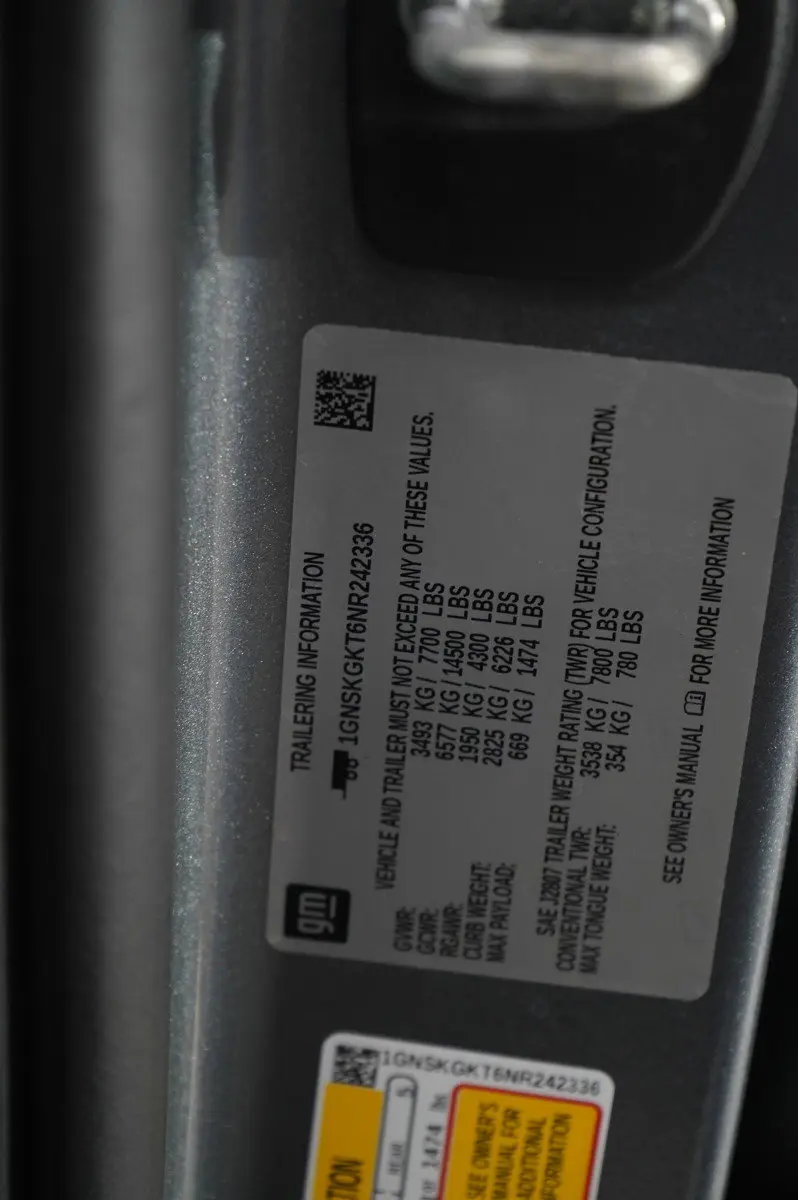 gm
TRAILERING INFORMATION
1GNSKGKT6NR242336
VEHICLE AND TRAILER MUST NOT EXCEED ANY OF THESE VALUES.
GVWR: 3493 KG / 7700 LBS
GCWR: 6577 KG / 14500 LBS
RGAWR: 1950 KG / 4300 LBS
CURB WEIGHT: 2825 KG / 6226 LBS
MAX PAYLOAD: 669 KG / 1474 LBS
SAE J2807 TRAILER WEIGHT RATING (TWR) FOR VEHICLE CONFIGURATION.
CONVENTIONAL TWR: 3538 KG / 7800 LBS
MAX TONGUE WEIGHT: 354 KG / 780 LBS
SEE OWNER'S MANUAL FOR MORE INFORMATION
1GNSKGKT6NR242336
5
1474
SEE OWNER'S
MANUAL FOR
ADDITIONAL